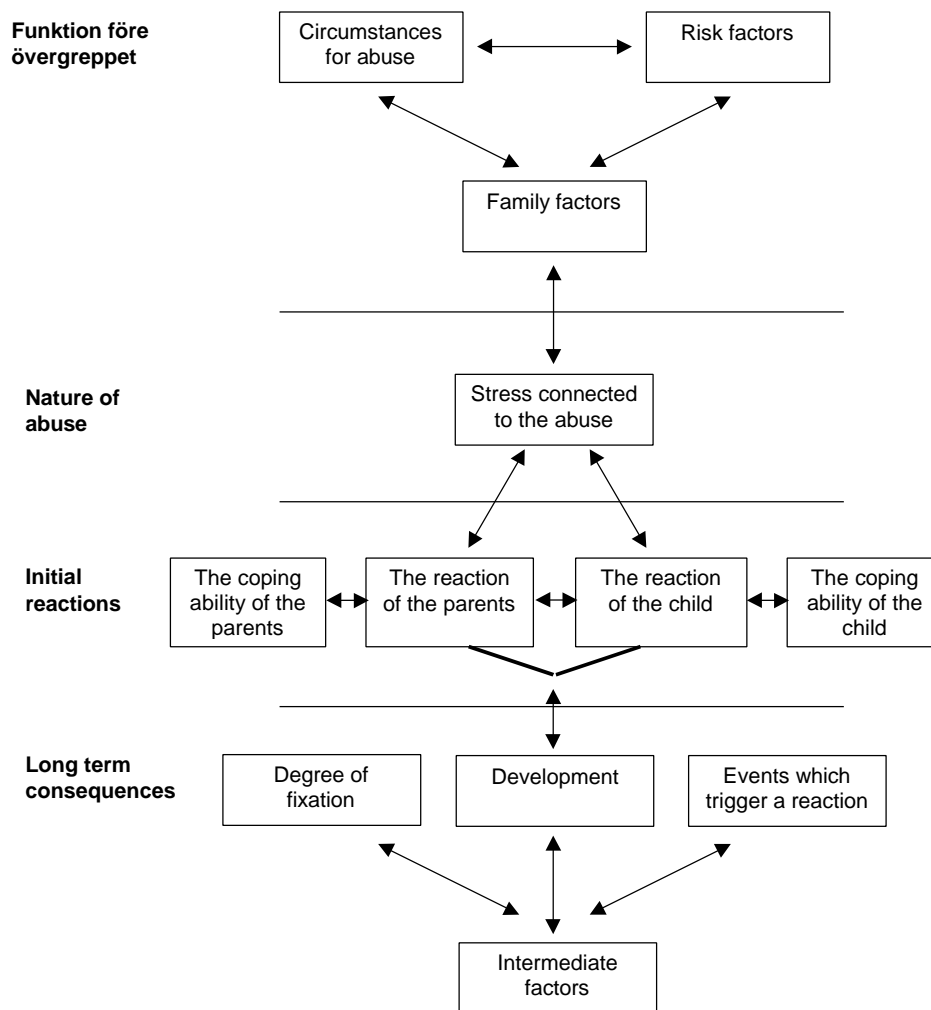 Funktion före
övergreppet
Circumstances
for abuse
Risk factors
Family factors
Nature of
abuse
Stress connected
to the abuse
Initial
reactions
The coping
ability of the
parents
The reaction
of the parents
The reaction
of the child
The coping
ability of the
child
Long term
consequences
Degree of
fixation
Development
Events which
trigger a reaction
Intermediate
factors